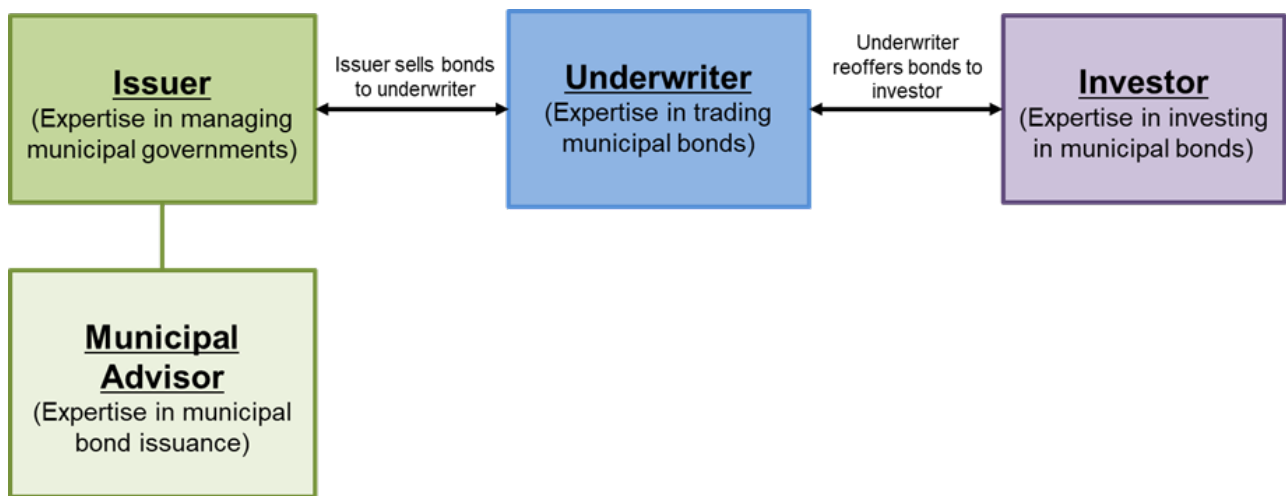 Issuer
(Expertise in managing
municipal governments)
Issuer sells bonds
to underwriter
Underwriter
(Expertise in trading
municipal bonds)
Underwriter
reoffers bonds to
investor
Investor
(Expertise in investing
in municipal bonds)
Municipal
Advisor
(Expertise in municipal
bond issuance)